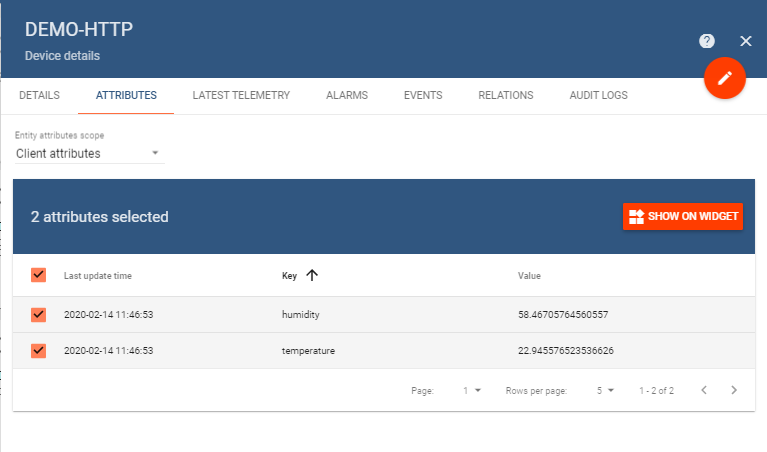 DEMO-HTTP
Device details
DETAILS ATTRIBUTES LATEST TELEMETRY ALARMS EVENTS RELATIONS AUDIT LOGS
Entity attributes scope
Client attributes
2 attributes selected
SHOW ON WIDGET
Last update time Key Value
2020-02-14 11:46:53 humidity 58.46705764560557
2020-02-14 11:46:53 temperature 22.945576523536626
Page: 1 Rows per page: 5 1 - 2 of 2